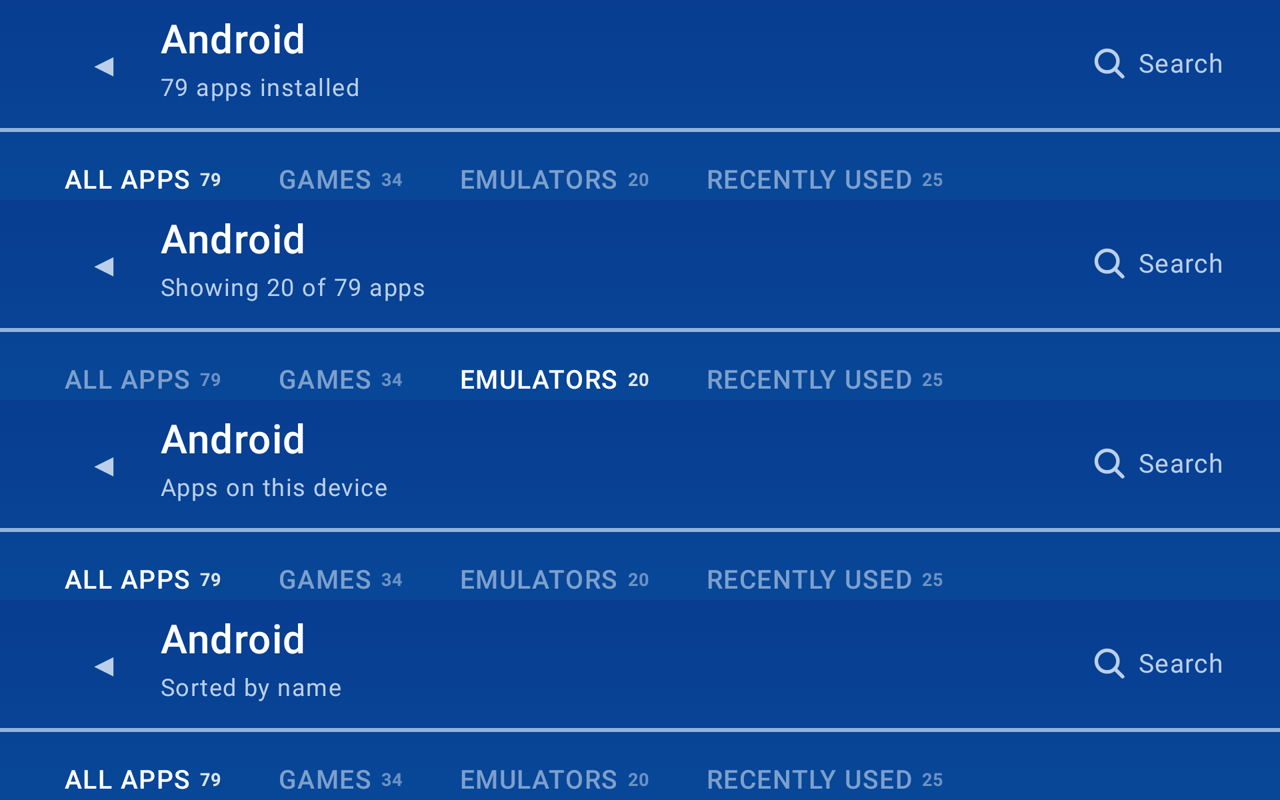 Android
79 apps installed
Search
ALL APPS 79 GAMES 34 EMULATORS 20 RECENTLY USED 25
Android
Showing 20 of 79 apps
Search
ALL APPS 79 GAMES 34 EMULATORS 20 RECENTLY USED 25
Android
Apps on this device
Search
ALL APPS 79 GAMES 34 EMULATORS 20 RECENTLY USED 25
Android
Sorted by name
Search
ALL APPS 79 GAMES 34 EMULATORS 20 RECENTLY USED 25